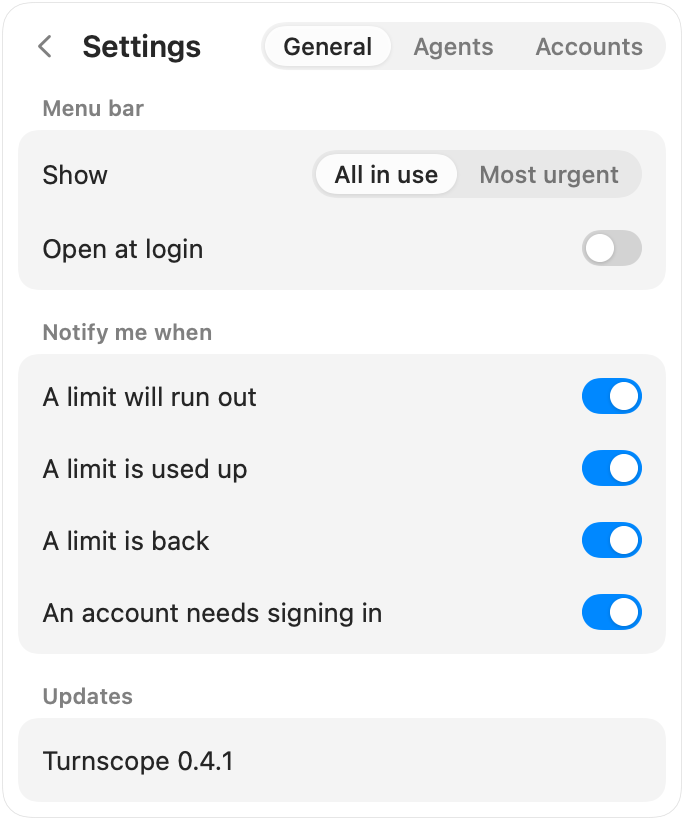 Settings
General
Agents
Accounts
Menu bar
Show
All in use
Most urgent
Open at login
Notify me when
A limit will run out
A limit is used up
A limit is back
An account needs signing in
Updates
Turnscope 0.4.1